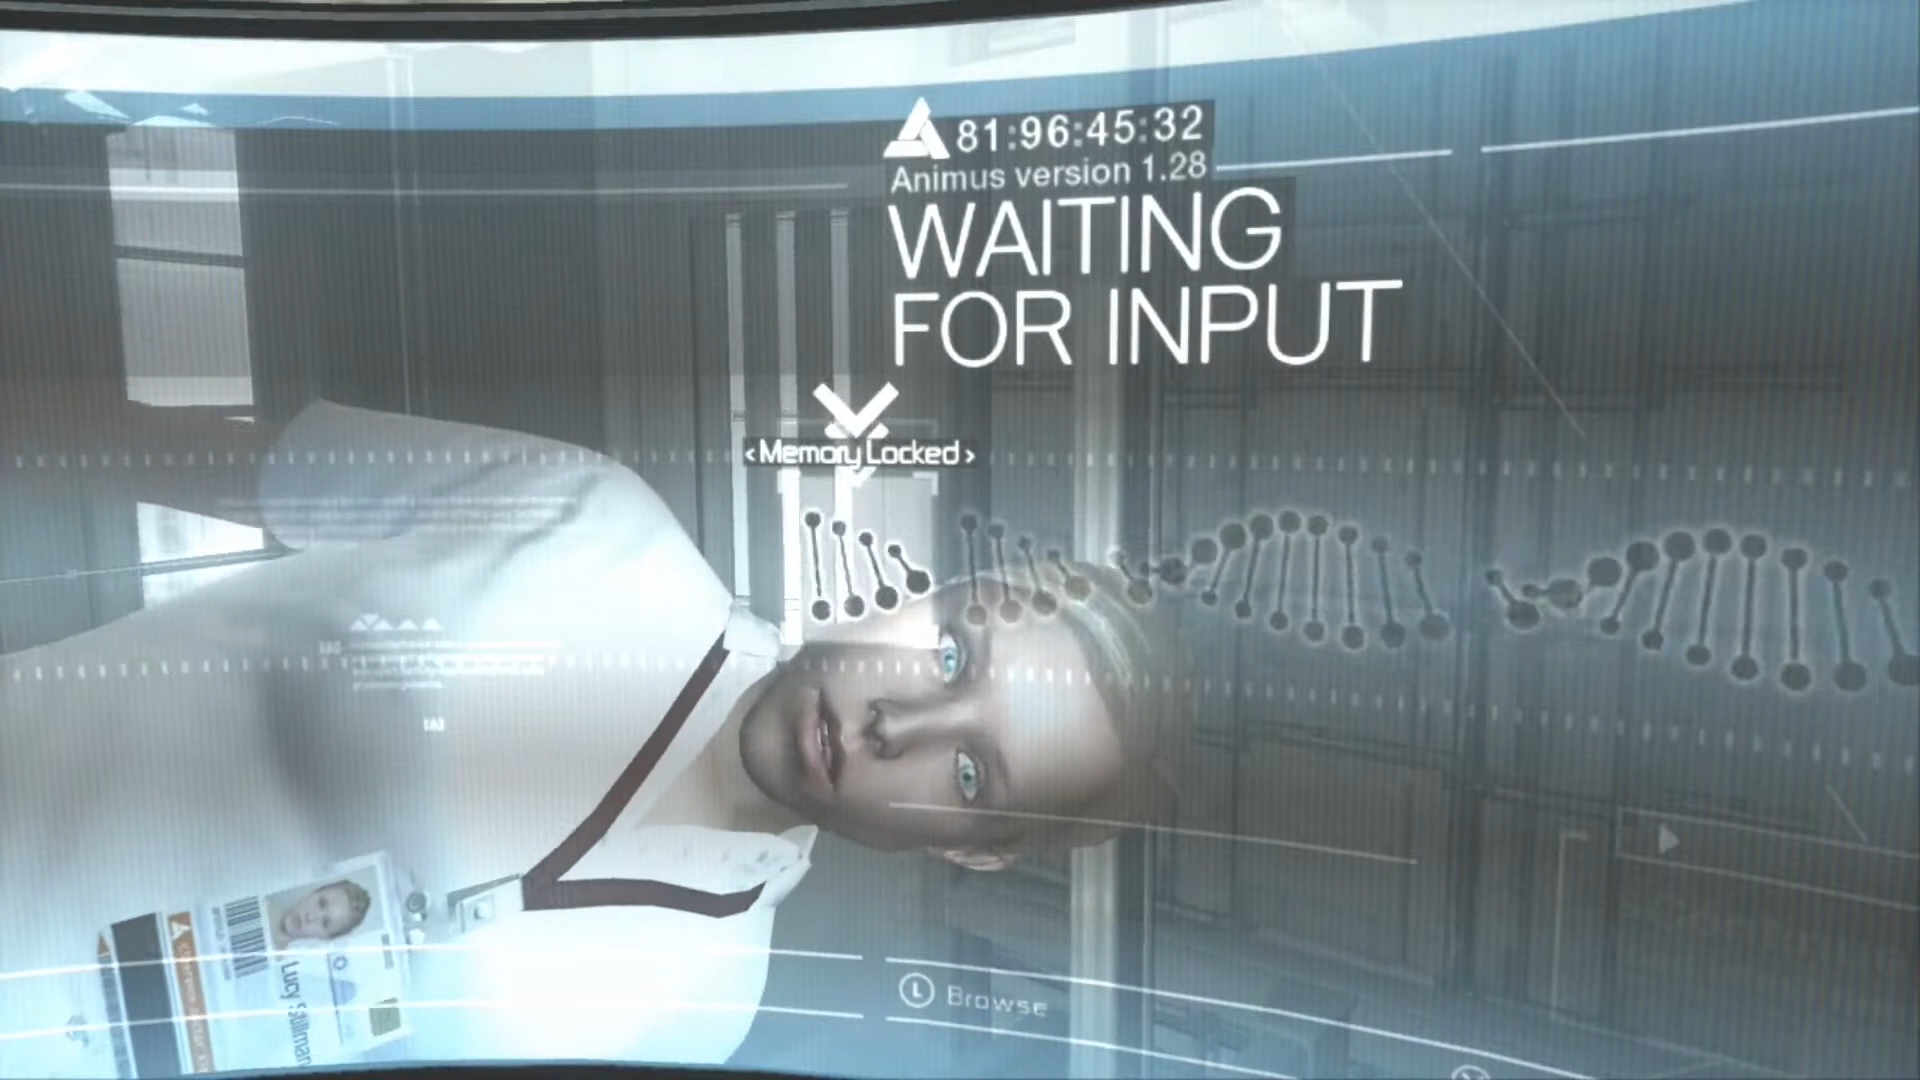 81:96:45:32
Animus version 1.28
WAITING
FOR INPUT
‹Memory Locked›
Lucy Stillman
L Browse